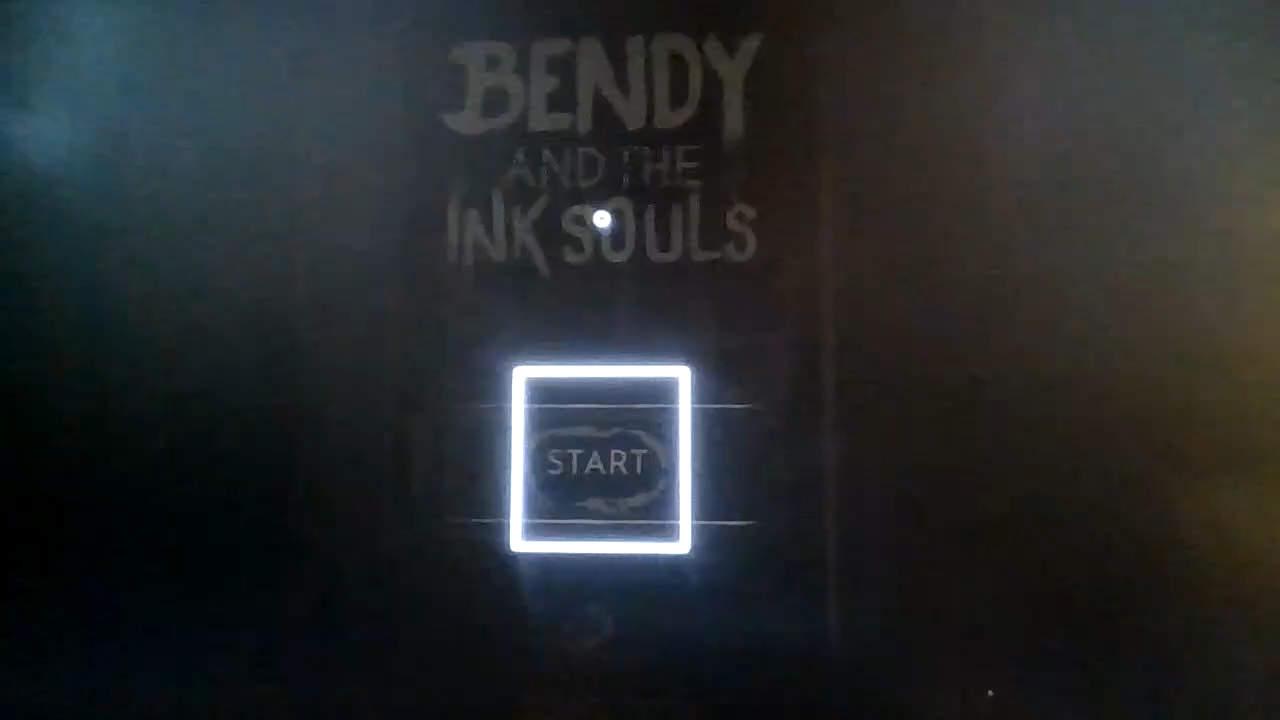 BENDY
AND THE
INK SOULS
START